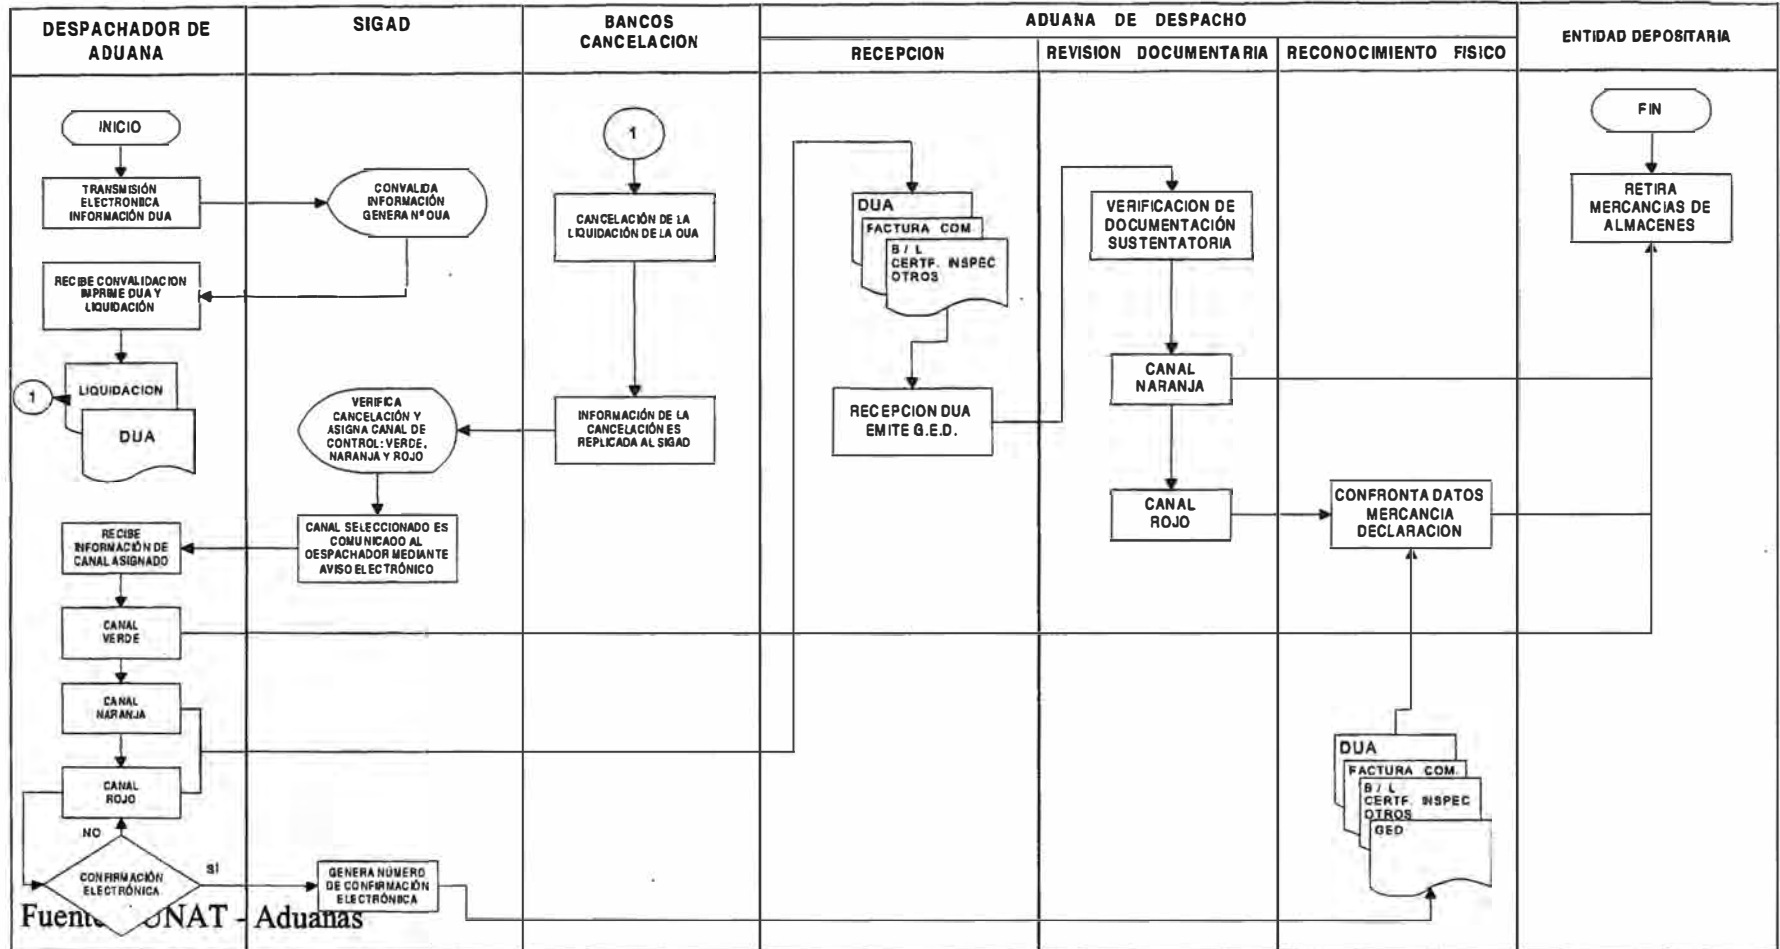 DESPACHADOR DE
ADUANA
SIGAD
BANCOS
CANCELACION
ADUANA DE DESPACHO
RECEPCION
REVISION DOCUMENTARIA
RECONOCIMIENTO FISICO
ENTIDAD DEPOSITARIA
INICIO
TRANSMISIÓN
ELECTRONICA
INFORMACIÓN DUA
CONVALIDA
INFORMACIÓN
GENERA Nº DUA
RECIBE CONVALIDACION
IMPRIME DUA Y
LIQUIDACIÓN
LIQUIDACION
1
DUA
1
CANCELACIÓN DE LA
LIQUIDACIÓN DE LA DUA
INFORMACIÓN DE LA
CANCELACIÓN ES
REPLICADA AL SIGAD
VERIFICA
CANCELACIÓN Y
ASIGNA CANAL DE
CONTROL: VERDE,
NARANJA Y ROJO
CANAL SELECCIONADO ES
COMUNICADO AL
DESPACHADOR MEDIANTE
AVISO ELECTRÓNICO
RECIBE
INFORMACIÓN DE
CANAL ASIGNADO
CANAL
VERDE
CANAL
NARANJA
CANAL
ROJO
NO
CONFIRMACIÓN
ELECTRÓNICA
SI
GENERA NÚMERO
DE CONFIRMACIÓN
ELECTRÓNICA
DUA
FACTURA COM.
B / L
CERTF. INSPEC
OTROS
RECEPCION DUA
EMITE G.E.D.
VERIFICACION DE
DOCUMENTACIÓN
SUSTENTATORIA
CANAL
NARANJA
CANAL
ROJO
CONFRONTA DATOS
MERCANCIA
DECLARACION
DUA
FACTURA COM.
B / L
CERTF. INSPEC
OTROS
GED
FIN
RETIRA
MERCANCIAS DE
ALMACENES
- Aduanas